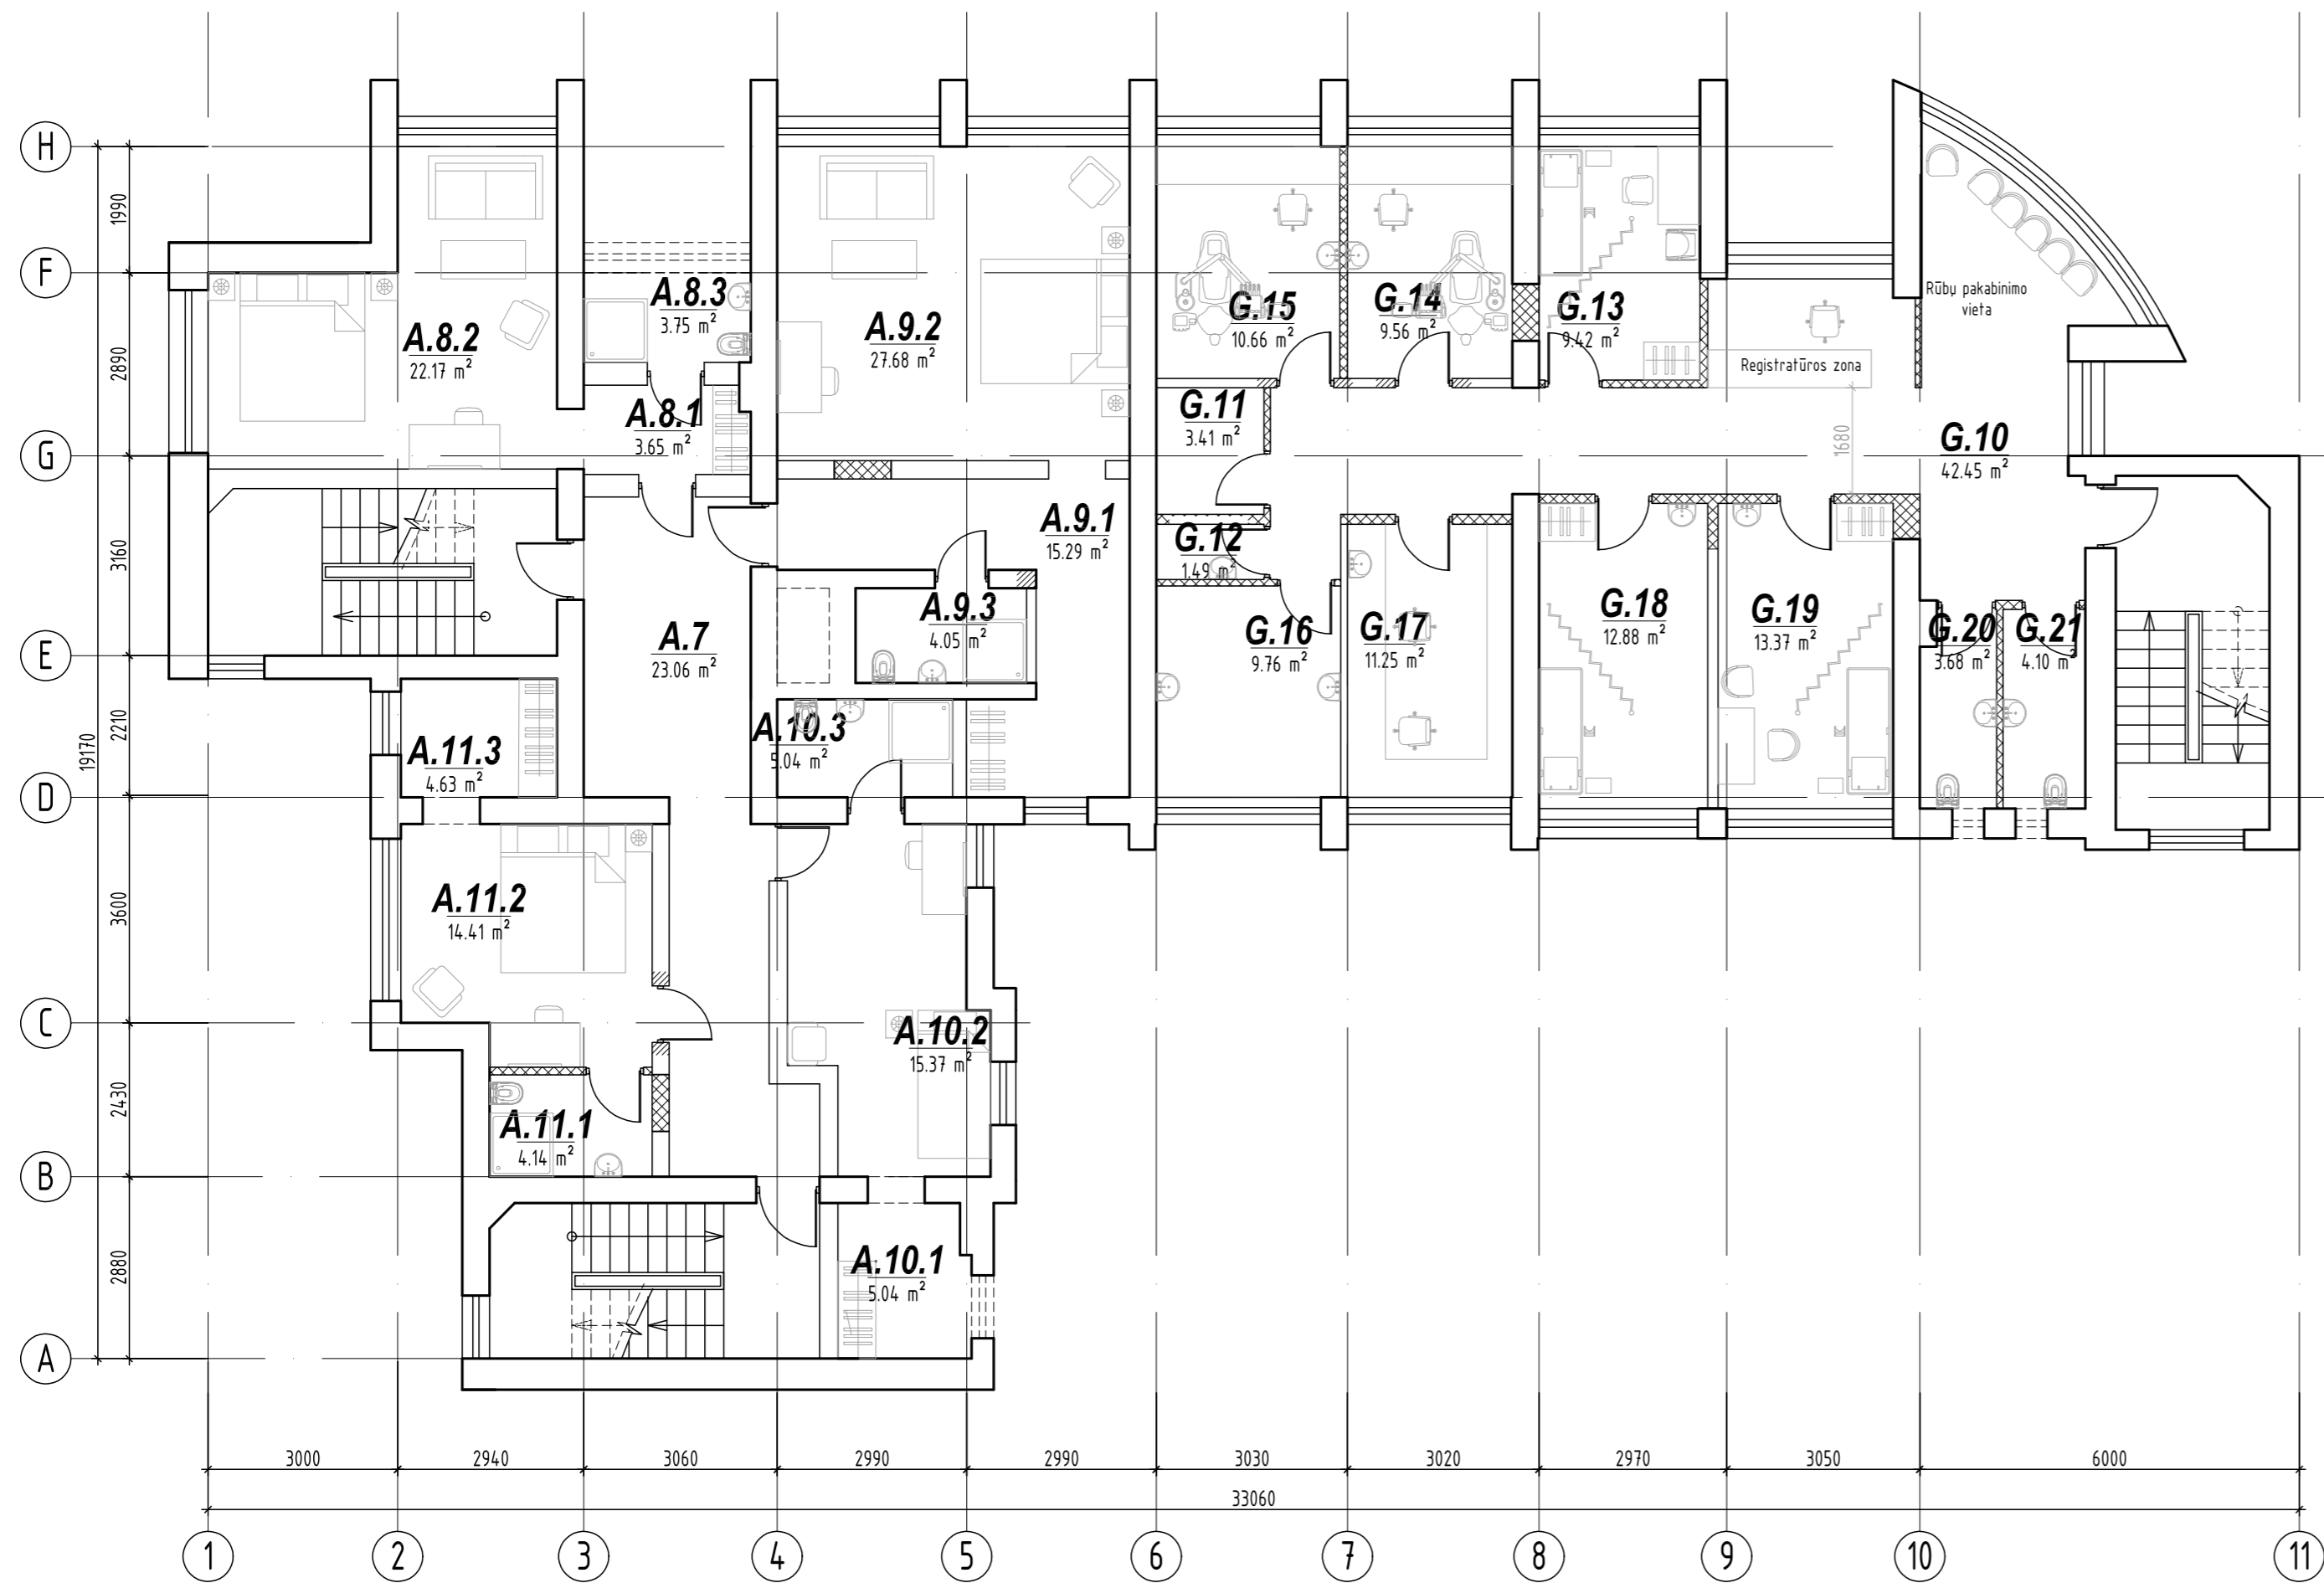 H
1990
F
Rūbų pakabinimo
vieta
A.8.3
3.75 m²
G.15
10.66 m²
G.14
9.56 m²
G.13
9.42 m²
A.8.2
22.17 m²
A.9.2
27.68 m²
2890
Registratūros zona
A.8.1
3.65 m²
G.11
3.41 m²
1680
G.10
42.45 m²
G
A.9.1
15.29 m²
G.12
1.49 m²
3160
A.9.3
4.05 m²
G.18
12.88 m²
G.19
13.37 m²
A.7
23.06 m²
G.16
9.76 m²
G.17
11.25 m²
G.20
3.68 m²
G.21
4.10 m²
E
2210
19170
A.10.3
5.04 m²
A.11.3
4.63 m²
D
3600
A.11.2
14.41 m²
C
A.10.2
15.37 m²
2430
A.11.1
4.14 m²
B
2880
A.10.1
5.04 m²
A
3000 2940 3060 2990 2990 3030 3020 2970 3050 6000
33060
1 2 3 4 5 6 7 8 9 10 11